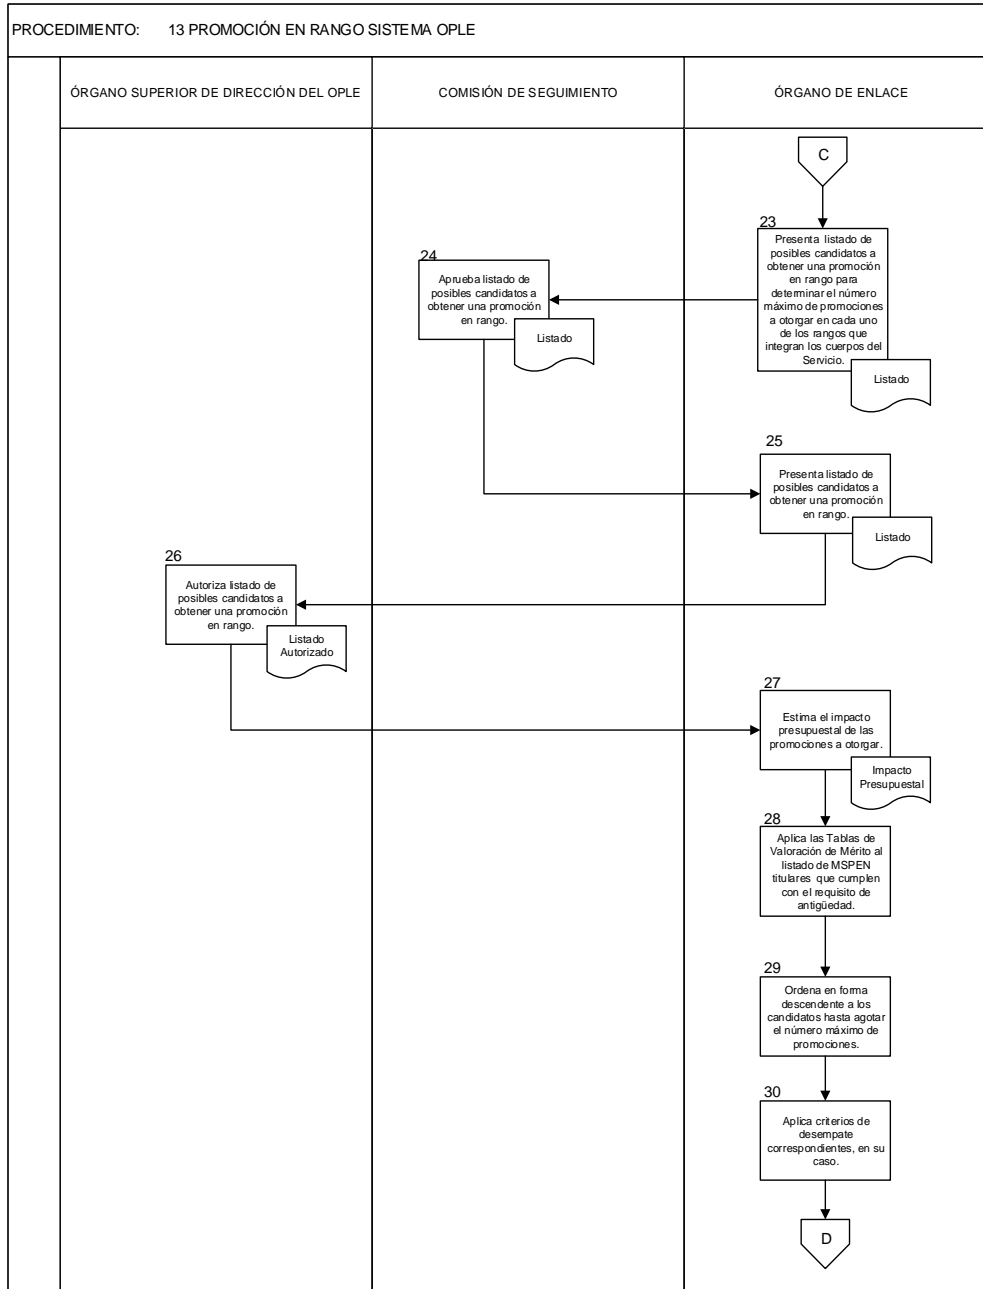 PROCEDIMIENTO: 13 PROMOCIÓN EN RANGO SISTEMA OPLE
ÓRGANO SUPERIOR DE DIRECCIÓN DEL OPLE
COMISIÓN DE SEGUIMIENTO
ÓRGANO DE ENLACE
C
23
Presenta listado de
posibles candidatos a
obtener una promoción
en rango para
determinar el número
máximo de promociones
a otorgar en cada uno
de los rangos que
integran los cuerpos del
Servicio.
Listado
24
Aprueba listado de
posibles candidatos a
obtener una promoción
en rango.
Listado
25
Presenta listado de
posibles candidatos a
obtener una promoción
en rango.
Listado
26
Autoriza listado de
posibles candidatos a
obtener una promoción
en rango.
Listado
Autorizado
27
Estima el impacto
presupuestal de las
promociones a otorgar.
Impacto
Presupuestal
28
Aplica las Tablas de
Valoración de Mérito al
listado de MSPEN
titulares que cumplen
con el requisito de
antigüedad.
29
Ordena en forma
descendente a los
candidatos hasta agotar
el número máximo de
promociones.
30
Aplica criterios de
desempate
correspondientes, en su
caso.
D